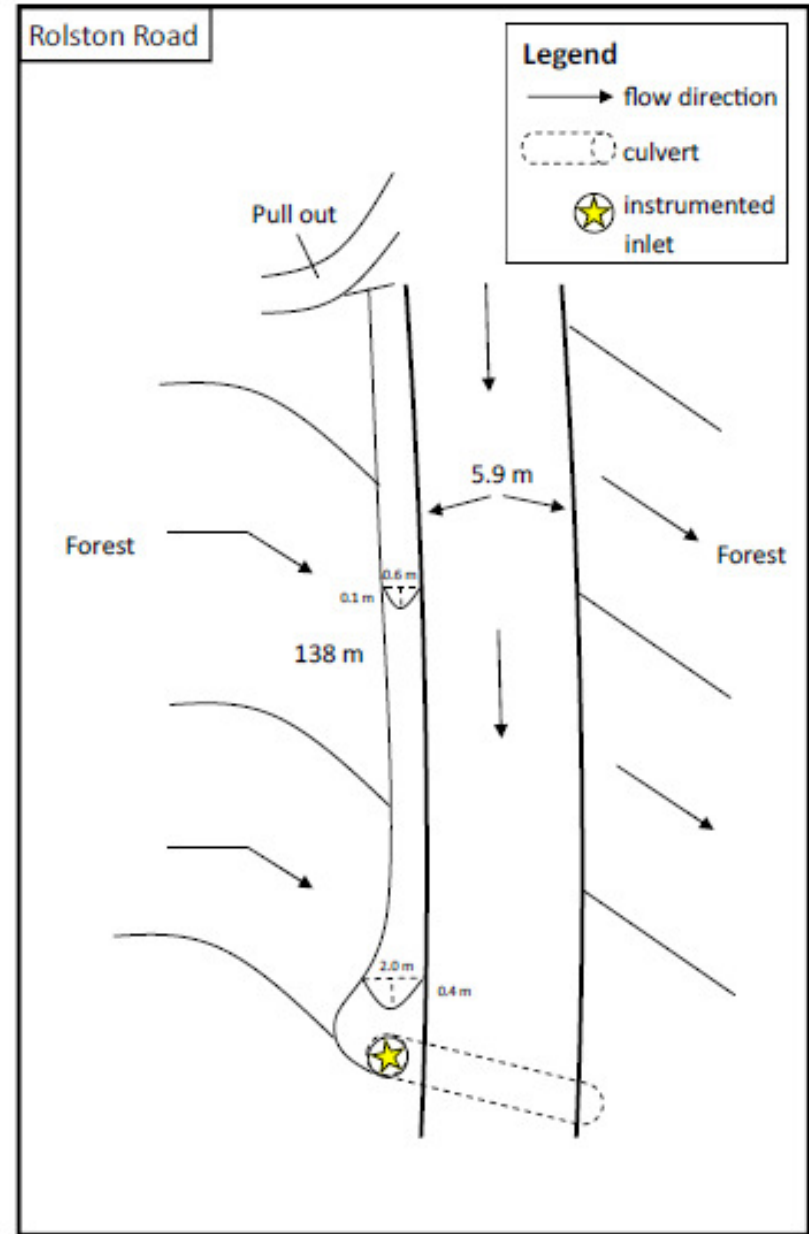 Rolston Road
Legend
flow direction
culvert
instrumented
inlet
Pull out
5.9 m
Forest
Forest
0.6 m
0.1 m
138 m
2.0 m
0.4 m